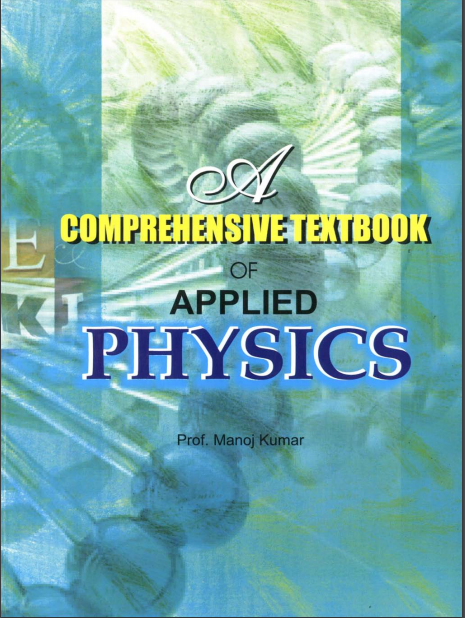 A
COMPREHENSIVE TEXTBOOK
OF
APPLIED
PHYSICS
Prof. Manoj Kumar
E
K